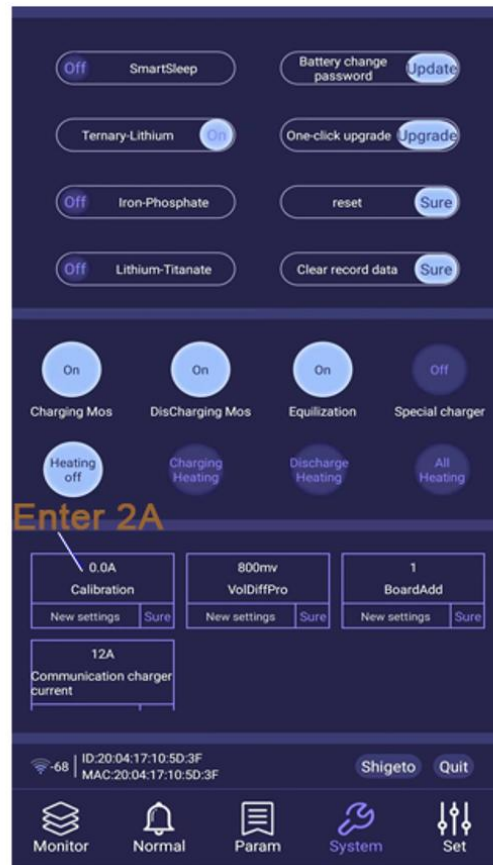 Off SmartSleep
Battery change password Update
Ternary-Lithium On
One-click upgrade Upgrade
Off Iron-Phosphate
reset Sure
Off Lithium-Titanate
Clear record data Sure
On On On Off
Charging Mos DisCharging Mos Equilization Special charger
Heating off
Charging Heating
Discharge Heating
All Heating
Enter 2A
0.0A
Calibration
New settings Sure
800mv
VolDiffPro
New settings Sure
1
BoardAdd
New settings Sure
12A
Communication charger
current
-68
ID:20:04:17:10:5D:3F
MAC:20:04:17:10:5D:3F
Shigeto Quit
Monitor Normal Param System Set